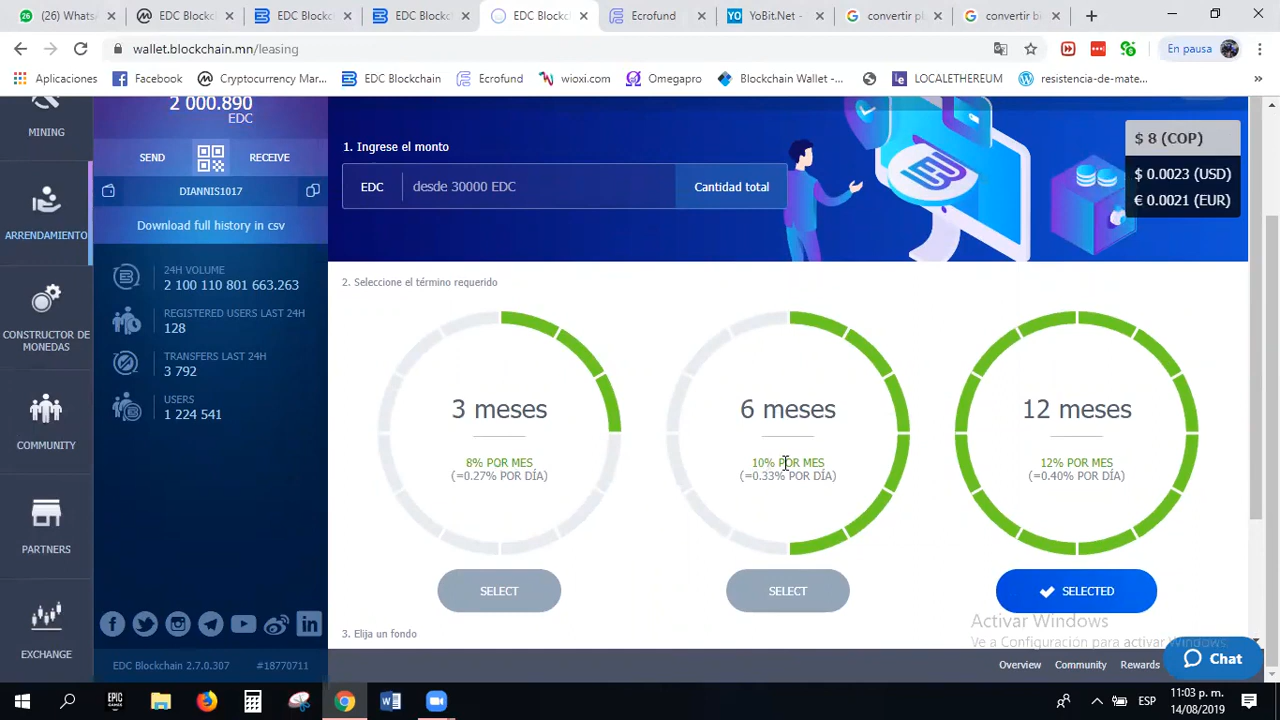 (26) Whats
EDC Blockch
EDC Blockc
EDC Blockc
EDC Blockc
Ecrofund
YoBit.Net -
convertir p
convertir b
wallet.blockchain.mn/leasing
En pausa
Aplicaciones
Facebook
Cryptocurrency Mar...
EDC Blockchain
Ecrofund
wioxi.com
Omegapro
Blockchain Wallet -...
LOCALETHEREUM
resistencia-de-mate...
»
MINING
ARRENDAMIENTO
CONSTRUCTOR DE
MONEDAS
COMMUNITY
PARTNERS
EXCHANGE
2 000.890
EDC
SEND
RECEIVE
DIANNIS1017
Download full history in csv
24H VOLUME
2 100 110 801 663.263
REGISTERED USERS LAST 24H
128
TRANSFERS LAST 24H
3 792
USERS
1 224 541
EDC Blockchain 2.7.0.307
#18770711
1. Ingrese el monto
EDC
desde 30000 EDC
Cantidad total
$ 8 (COP)
$ 0.0023 (USD)
€ 0.0021 (EUR)
2. Seleccione el término requerido
3 meses
8% POR MES
(=0.27% POR DÍA)
SELECT
6 meses
10% POR MES
(=0.33% POR DÍA)
SELECT
12 meses
12% POR MES
(=0.40% POR DÍA)
SELECTED
3. Elija un fondo
Activar Windows
Ve a Configuración para activar Windows.
Overview
Community
Rewards
Chat
ESP
11:03 p. m.
14/08/2019